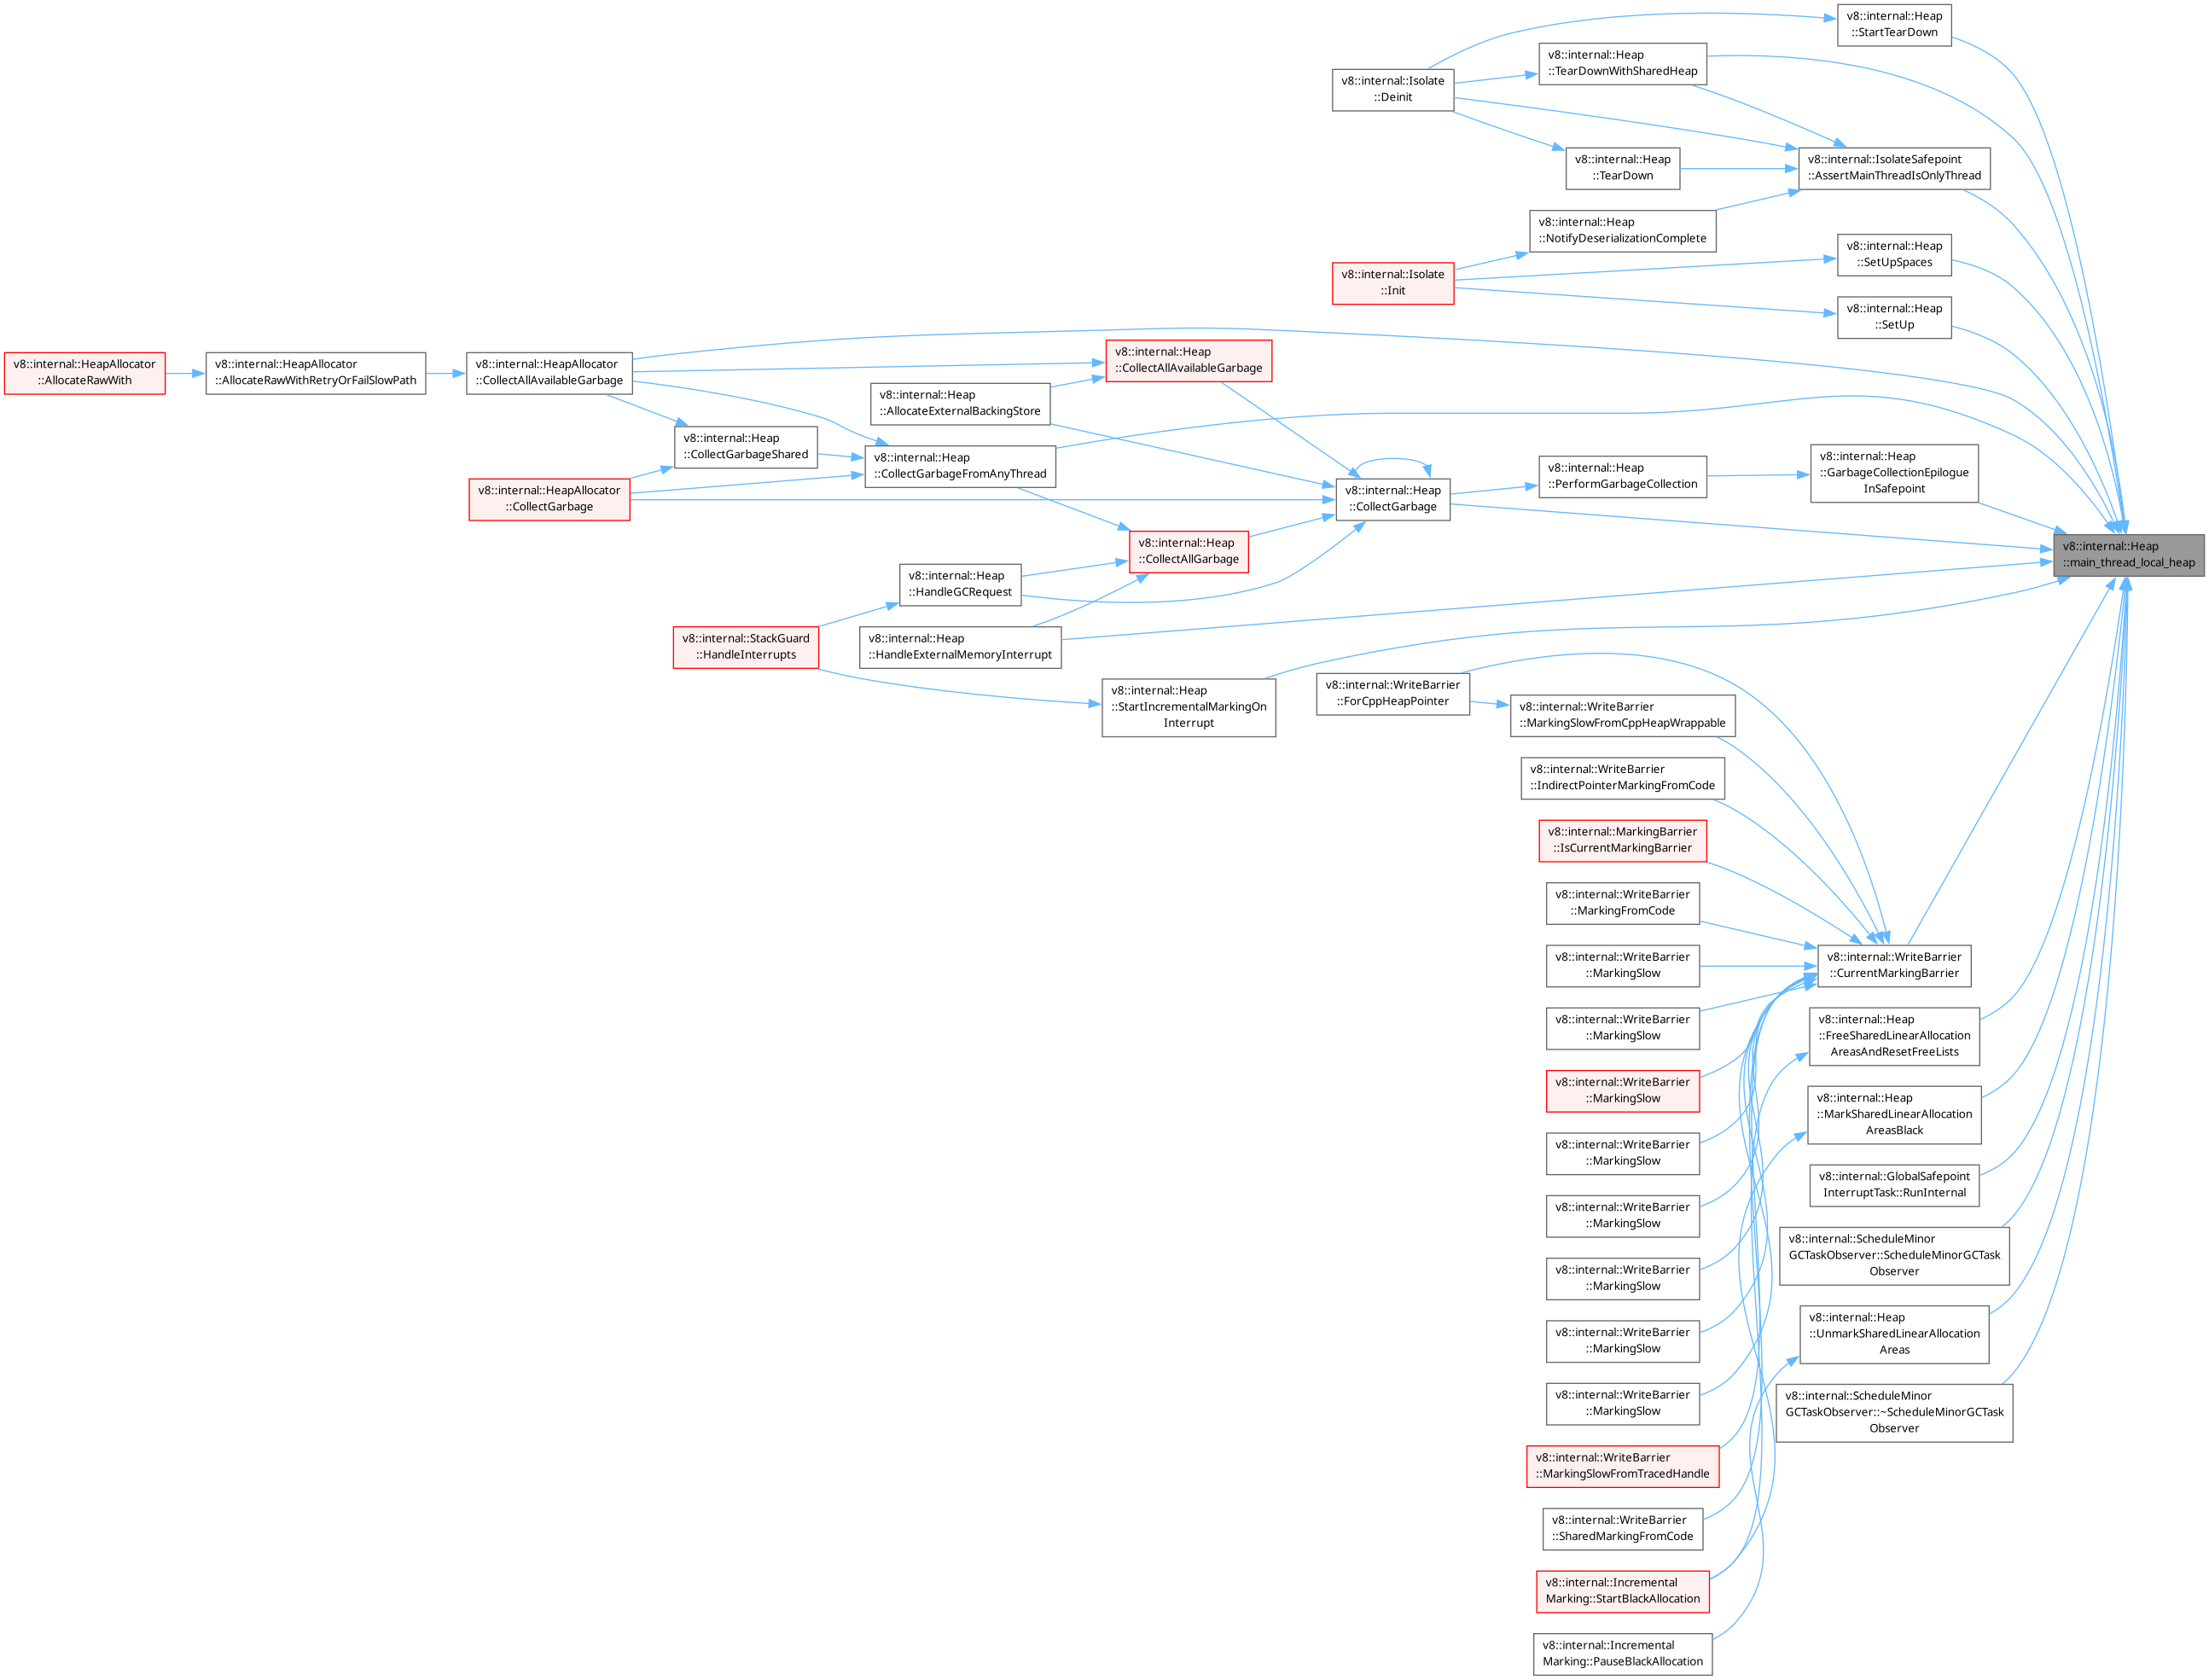 v8::internal::Heap
::StartTearDown
v8::internal::Heap
::TearDownWithSharedHeap
v8::internal::Isolate
::Deinit
v8::internal::Heap
::TearDown
v8::internal::IsolateSafepoint
::AssertMainThreadIsOnlyThread
v8::internal::Heap
::NotifyDeserializationComplete
v8::internal::Heap
::SetUpSpaces
v8::internal::Isolate
::Init
v8::internal::Heap
::SetUp
v8::internal::HeapAllocator
::AllocateRawWith
v8::internal::HeapAllocator
::AllocateRawWithRetryOrFailSlowPath
v8::internal::HeapAllocator
::CollectAllAvailableGarbage
v8::internal::Heap
::CollectAllAvailableGarbage
v8::internal::Heap
::AllocateExternalBackingStore
v8::internal::Heap
::CollectGarbageShared
v8::internal::Heap
::CollectGarbageFromAnyThread
v8::internal::HeapAllocator
::CollectGarbage
v8::internal::Heap
::CollectGarbage
v8::internal::Heap
::PerformGarbageCollection
v8::internal::Heap
::GarbageCollectionEpilogue
InSafepoint
v8::internal::Heap
::main_thread_local_heap
v8::internal::Heap
::CollectAllGarbage
v8::internal::Heap
::HandleGCRequest
v8::internal::StackGuard
::HandleInterrupts
v8::internal::Heap
::HandleExternalMemoryInterrupt
v8::internal::Heap
::StartIncrementalMarkingOn
Interrupt
v8::internal::WriteBarrier
::ForCppHeapPointer
v8::internal::WriteBarrier
::MarkingSlowFromCppHeapWrappable
v8::internal::WriteBarrier
::IndirectPointerMarkingFromCode
v8::internal::MarkingBarrier
::IsCurrentMarkingBarrier
v8::internal::WriteBarrier
::MarkingFromCode
v8::internal::WriteBarrier
::MarkingSlow
v8::internal::WriteBarrier
::CurrentMarkingBarrier
v8::internal::WriteBarrier
::MarkingSlow
v8::internal::Heap
::FreeSharedLinearAllocation
AreasAndResetFreeLists
v8::internal::WriteBarrier
::MarkingSlow
v8::internal::Heap
::MarkSharedLinearAllocation
AreasBlack
v8::internal::WriteBarrier
::MarkingSlow
v8::internal::GlobalSafepoint
InterruptTask::RunInternal
v8::internal::WriteBarrier
::MarkingSlow
v8::internal::ScheduleMinor
GCTaskObserver::ScheduleMinorGCTask
Observer
v8::internal::WriteBarrier
::MarkingSlow
v8::internal::Heap
::UnmarkSharedLinearAllocation
Areas
v8::internal::WriteBarrier
::MarkingSlow
v8::internal::WriteBarrier
::MarkingSlow
v8::internal::ScheduleMinor
GCTaskObserver::~ScheduleMinorGCTask
Observer
v8::internal::WriteBarrier
::MarkingSlowFromTracedHandle
v8::internal::WriteBarrier
::SharedMarkingFromCode
v8::internal::Incremental
Marking::StartBlackAllocation
v8::internal::Incremental
Marking::PauseBlackAllocation